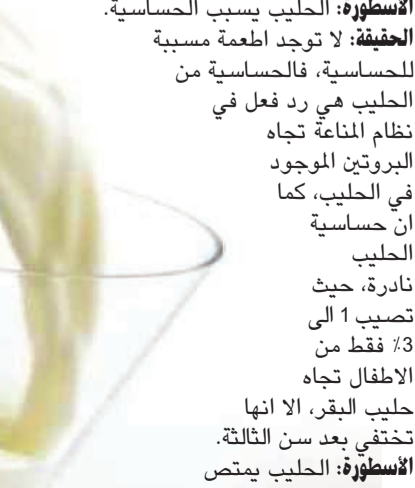 الأسطورة: الحليب يسبب الحساسية.
الحقيقة: لا توجد اطعمة مسببة
للحساسية، فالحساسية من
الحليب هي رد فعل في
نظام المناعة تجاه
البروتين الموجود
في الحليب، كما
ان حساسية
الحليب
نادرة، حيث
تصيب 1 الى
3٪ فقط من
الاطفال تجاه
حليب البقر، الا انها
تختفي بعد سن الثالثة.
الأسطورة: الحليب يمتص